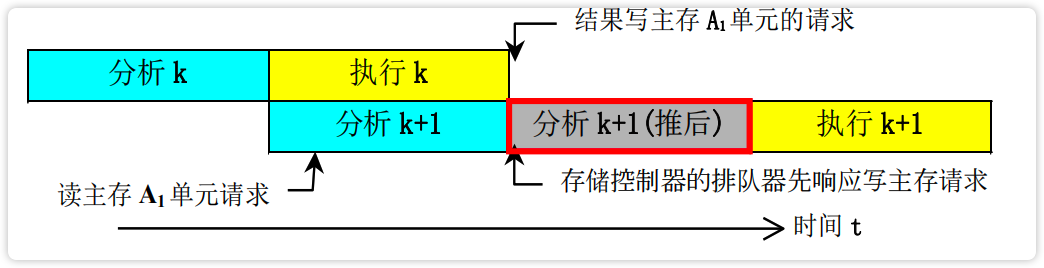 结果写主存 A₁ 单元的请求
分析 k
执行 k
分析 k+1
分析 k+1(推后)
执行 k+1
读主存 A₁ 单元请求
存储控制器的排队器先响应写主存请求
时间 t